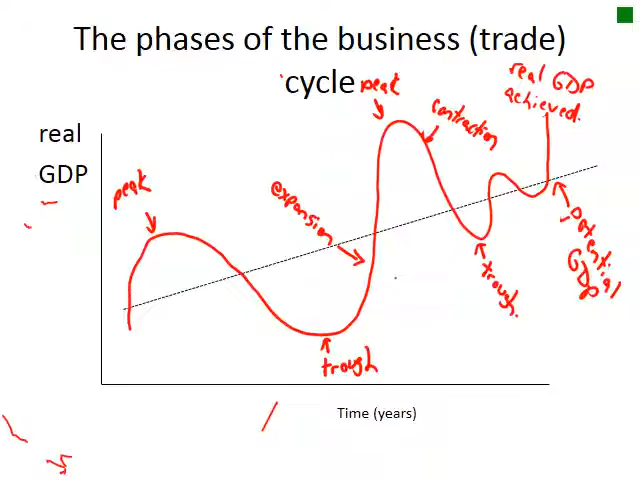 The phases of the business (trade)
cycle
real
GDP
peak
peak
expansion
contraction
real GDP
achieved.
trough
trough.
Potential
GDP
Time (years)